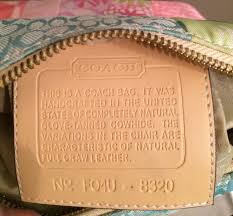 COACH
THIS IS A COACH BAG. IT WAS
HANDCRAFTED IN THE UNITED
STATES OF COMPLETELY NATURAL
GLOVE-TANNED COWHIDE. THE
VARIATIONS IN THE CHAIR ARE
CHARACTERISTIC OF NATURAL
FULL GRAIN LEATHER.
No F04U - 8320